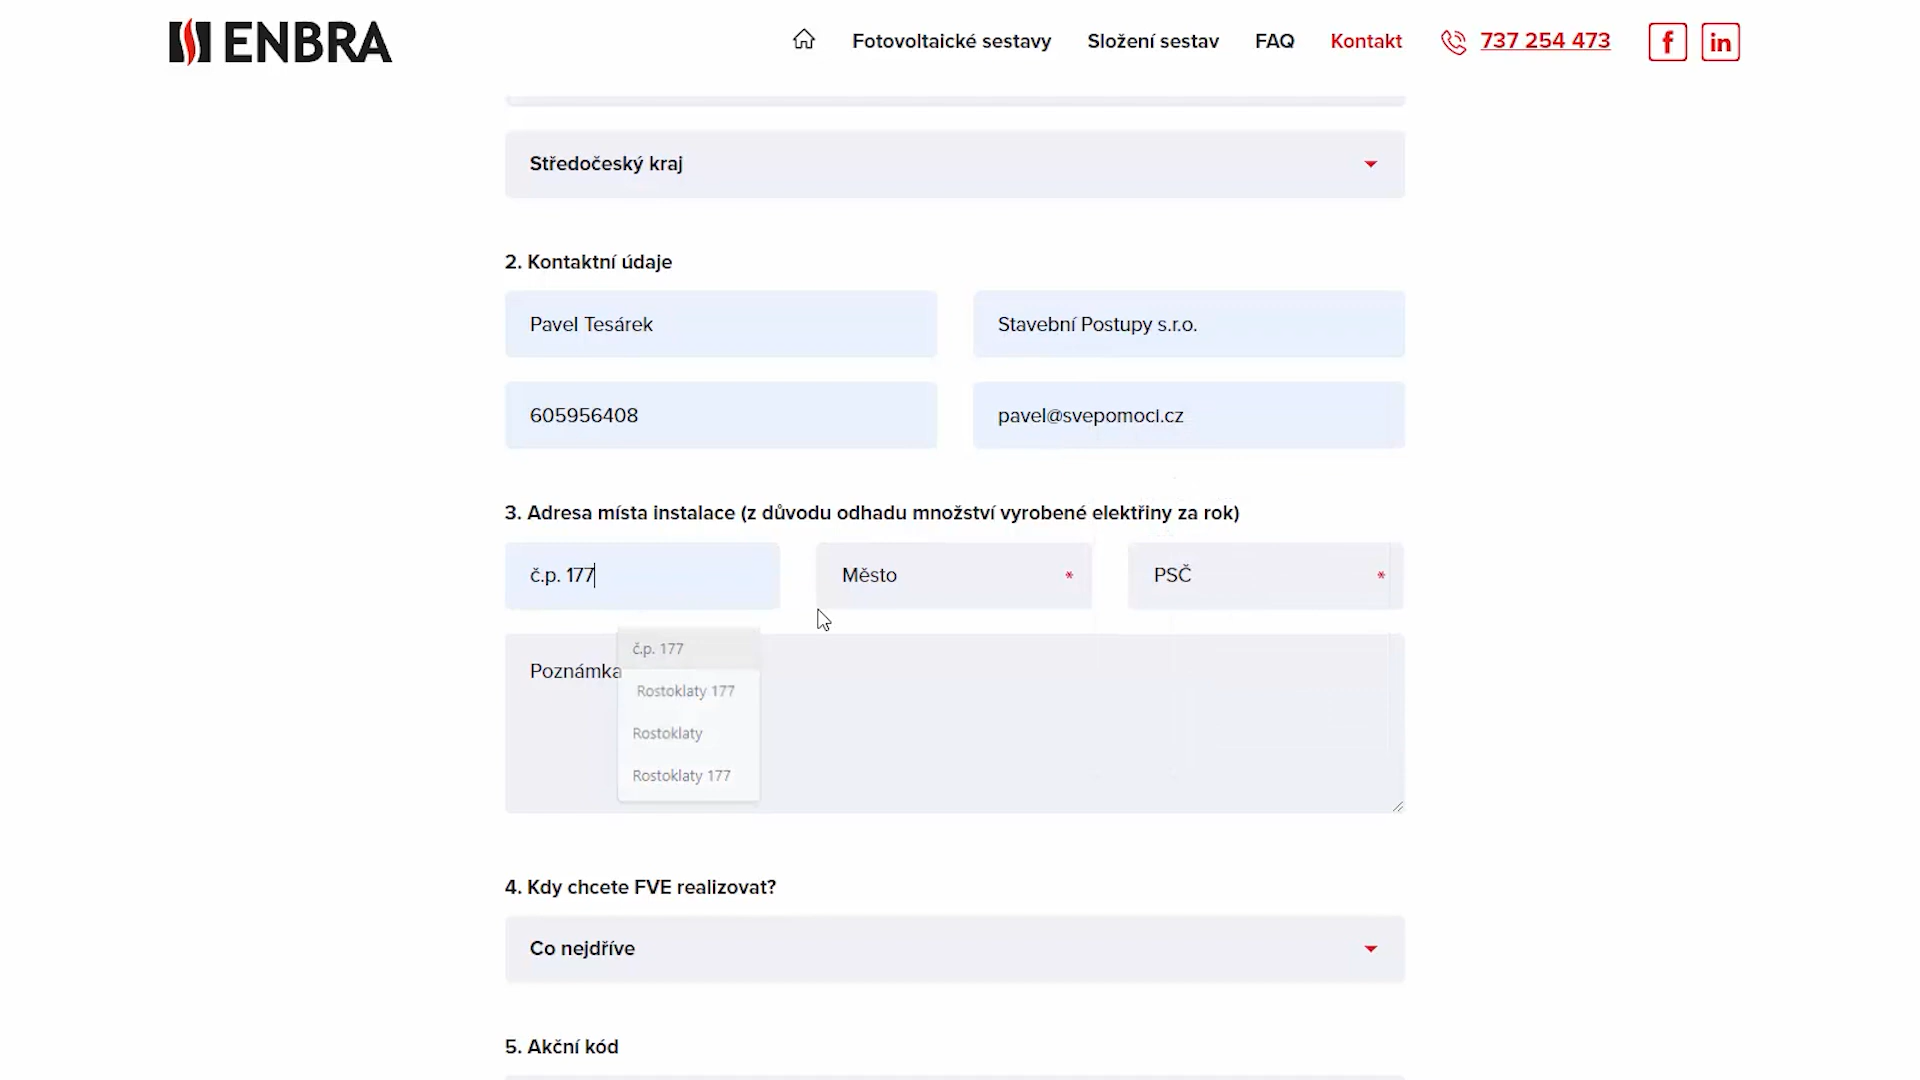 ENBRA
Fotovoltaické sestavy
Složení sestav
FAQ
Kontakt
737 254 473
f
in
Středočeský kraj
2. Kontaktní údaje
Pavel Tesárek
Stavební Postupy s.r.o.
605956408
pavel@svepomoci.cz
3. Adresa místa instalace (z důvodu odhadu množství vyrobené elektřiny za rok)
č.p. 177
Město *
PSČ *
Poznámka
č.p. 177
Rostoklaty 177
Rostoklaty
Rostoklaty 177
4. Kdy chcete FVE realizovat?
Co nejdříve
5. Akční kód